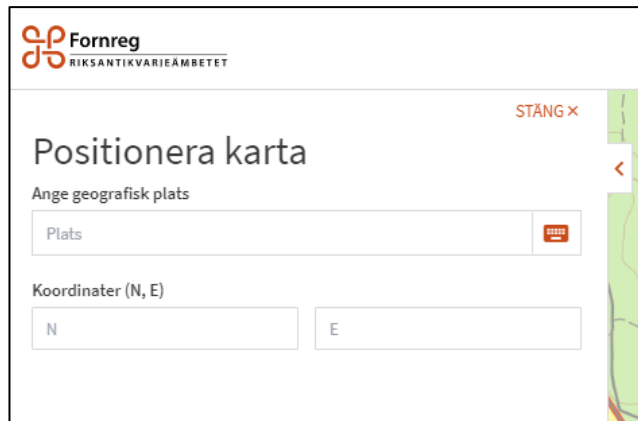 Fornreg
RIKSANTIKVARIEÄMBETET
STÄNG ×
Positionera karta
Ange geografisk plats
Plats
Koordinater (N, E)
N
E